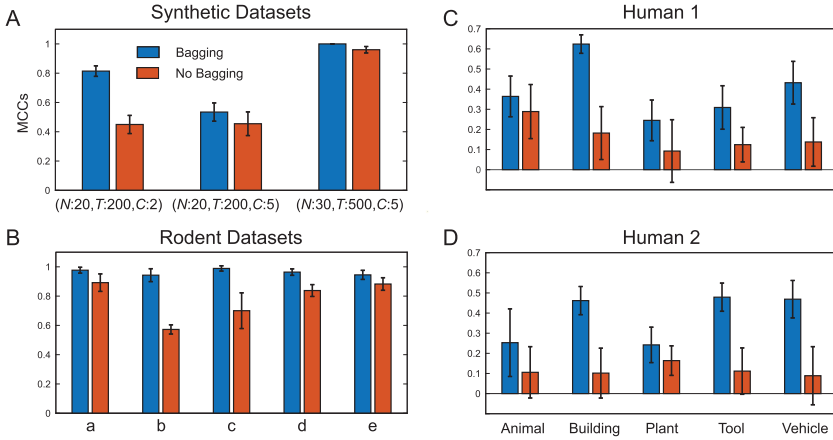 A
Synthetic Datasets
MCCs
1
0.8
0.6
0.4
0.2
0
Bagging
No Bagging
(N:20,T:200,C:2)
(N:20,T:200,C:5)
(N:30,T:500,C:5)
B
Rodent Datasets
1
0.8
0.6
0.4
0.2
0
a
b
c
d
e
C
Human 1
0.7
0.6
0.5
0.4
0.3
0.2
0.1
0
D
Human 2
0.7
0.6
0.5
0.4
0.3
0.2
0.1
0
Animal
Building
Plant
Tool
Vehicle